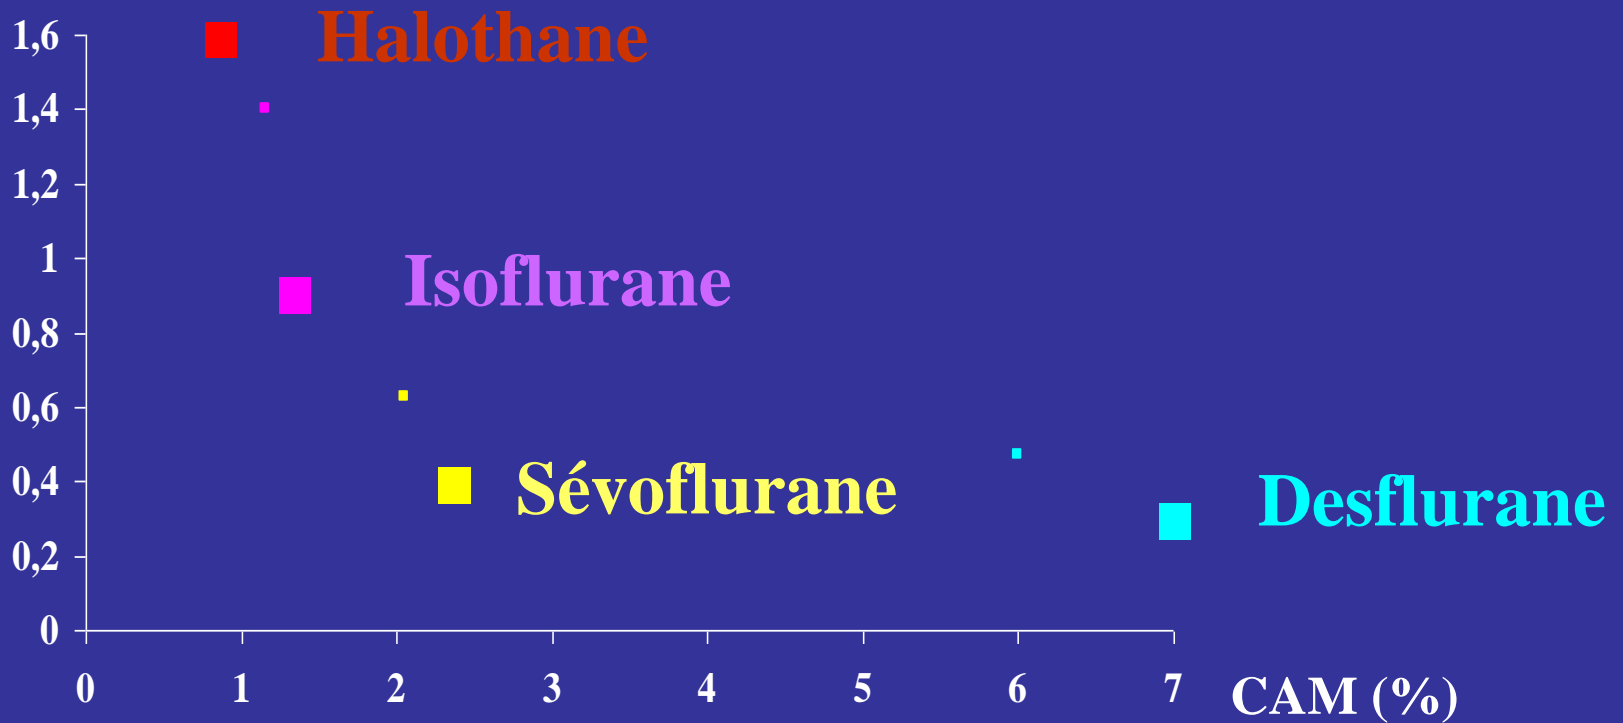 1,6
Halothane
1,4
1,2
1
Isoflurane
0,8
0,6
0,4
Sévoflurane
Desflurane
0,2
0
0 1 2 3 4 5 6 7 CAM (%)